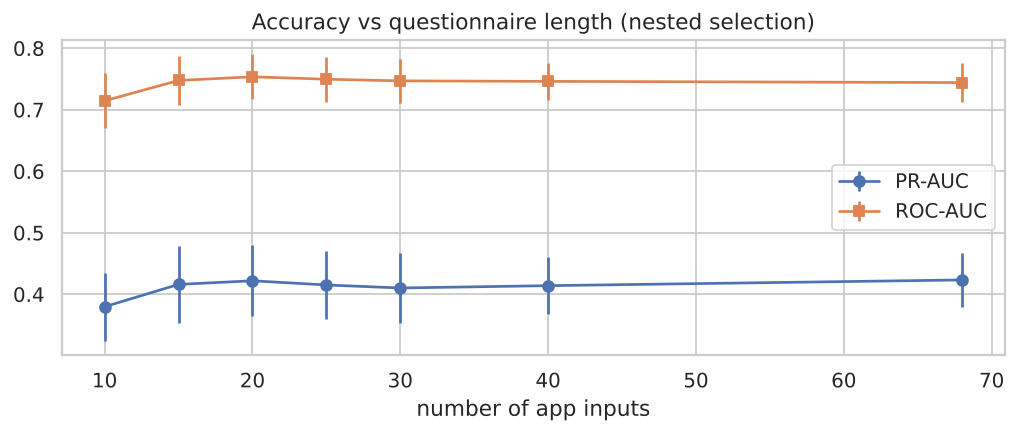 Accuracy vs questionnaire length (nested selection)
0.8
0.7
0.6
0.5
0.4
PR-AUC
ROC-AUC
10 20 30 40 50 60 70
number of app inputs